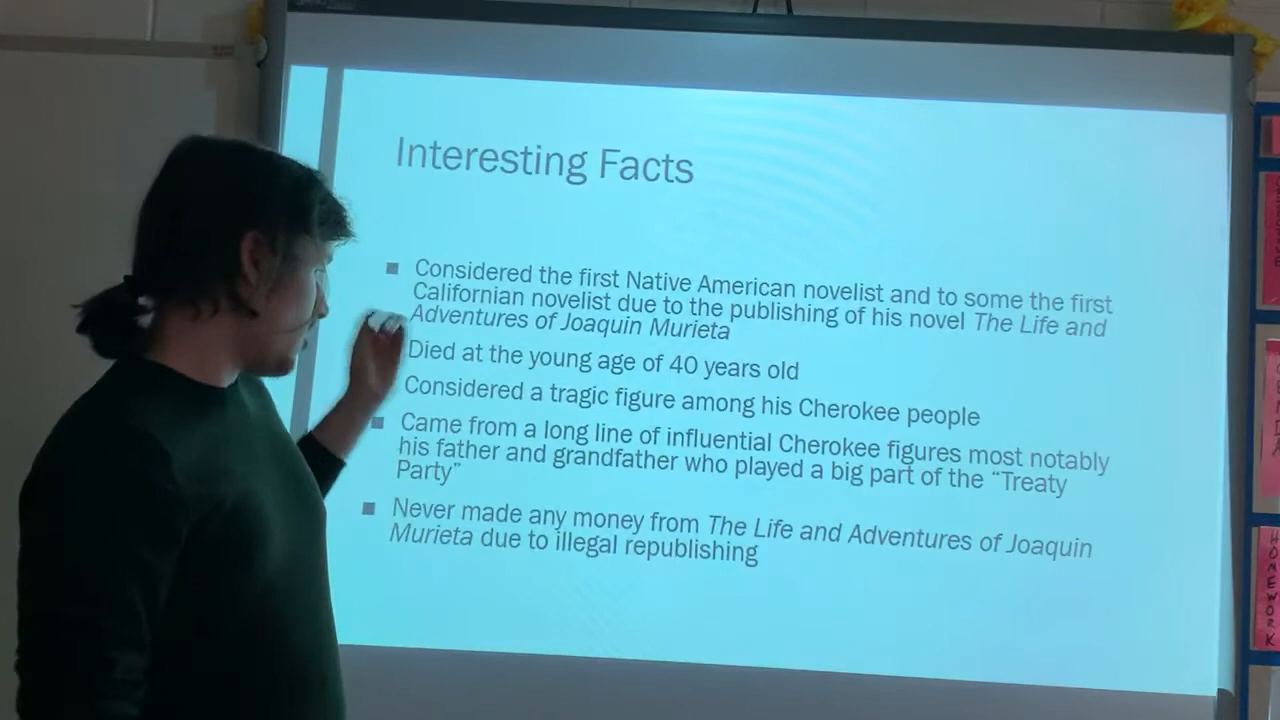 Interesting Facts
Considered the first Native American novelist and to some the first
Californian novelist due to the publishing of his novel The Life and
Adventures of Joaquin Murieta
Died at the young age of 40 years old
Considered a tragic figure among his Cherokee people
Came from a long line of influential Cherokee figures most notably
his father and grandfather who played a big part of the “Treaty
Party”
Never made any money from The Life and Adventures of Joaquin
Murieta due to illegal republishing
HOMEWORK